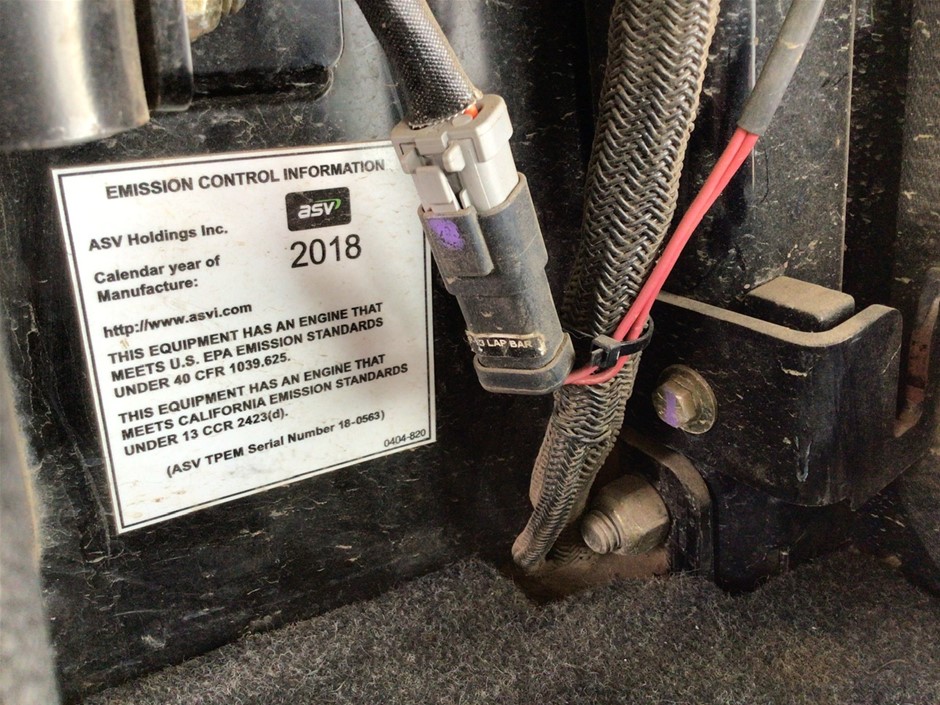 EMISSION CONTROL INFORMATION
asv
ASV Holdings Inc.
2018
Calendar year of
Manufacture:
http://www.asvi.com
THIS EQUIPMENT HAS AN ENGINE THAT
MEETS U.S. EPA EMISSION STANDARDS
UNDER 40 CFR 1039.625.
THIS EQUIPMENT HAS AN ENGINE THAT
MEETS CALIFORNIA EMISSION STANDARDS
UNDER 13 CCR 2423(d).
(ASV TPEM Serial Number 18-0563)
0404-820
LAP BAR